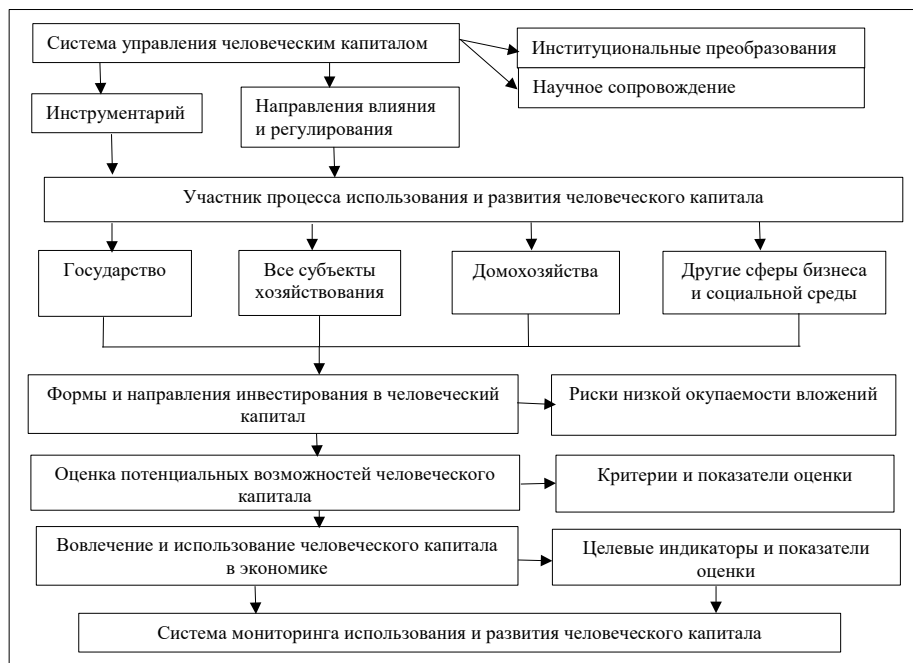 Система управления человеческим капиталом
Институциональные преобразования
Научное сопровождение
Инструментарий
Направления влияния
и регулирования
Участник процесса использования и развития человеческого капитала
Государство
Все субъекты
хозяйствования
Домохозяйства
Другие сферы бизнеса
и социальной среды
Формы и направления инвестирования в человеческий
капитал
Риски низкой окупаемости вложений
Оценка потенциальных возможностей человеческого
капитала
Критерии и показатели оценки
Вовлечение и использование человеческого капитала
в экономике
Целевые индикаторы и показатели
оценки
Система мониторинга использования и развития человеческого капитала